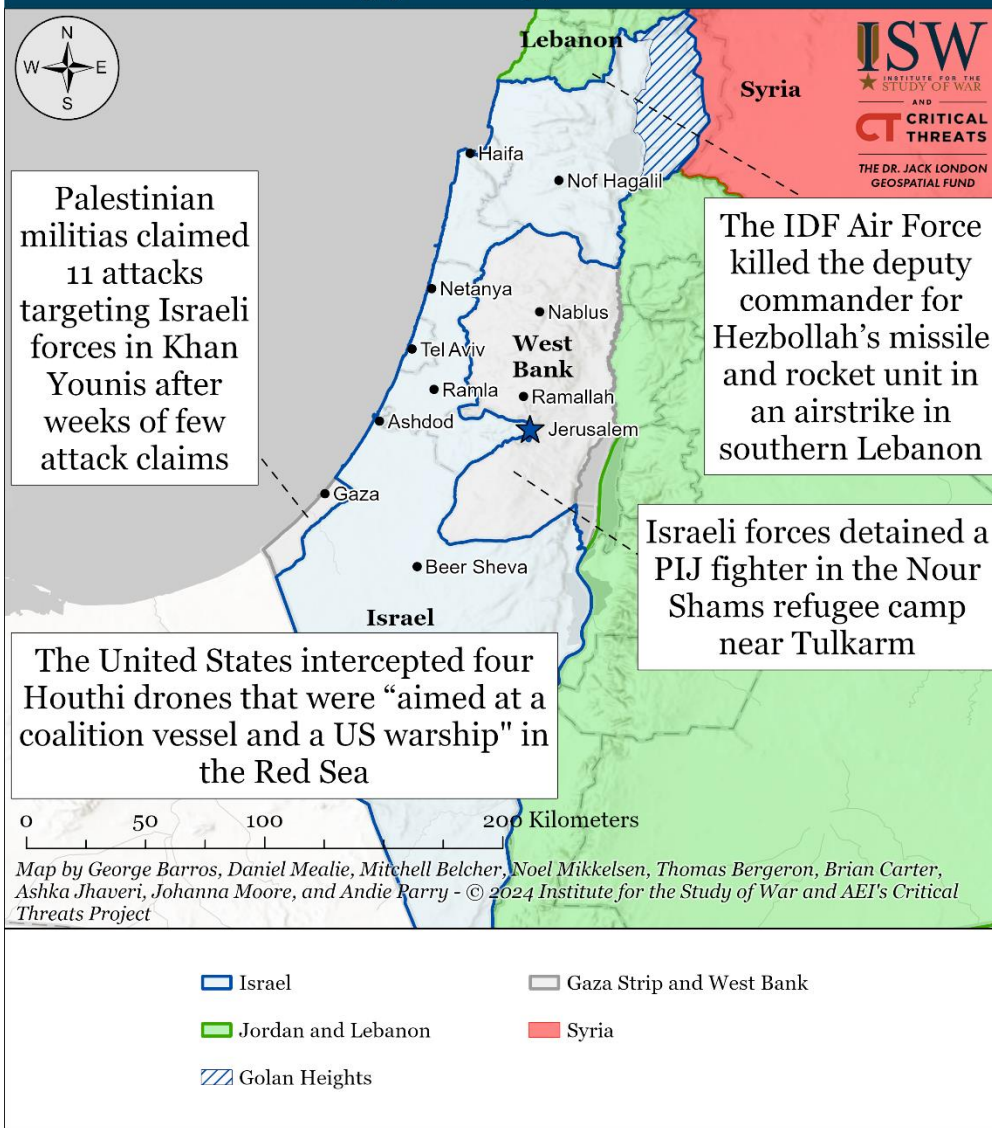 N
W
E
S
Lebanon
Syria
ISW
INSTITUTE FOR THE
STUDY OF WAR
AND
CT CRITICAL
THREATS
THE DR. JACK LONDON
GEOSPATIAL FUND
Haifa
Nof Hagalil
Palestinian
militias claimed
11 attacks
targeting Israeli
forces in Khan
Younis after
weeks of few
attack claims
The IDF Air Force
killed the deputy
commander for
Hezbollah’s missile
and rocket unit in
an airstrike in
southern Lebanon
Netanya
Nablus
Tel Aviv
West
Bank
Ramla
Ramallah
Ashdod
Jerusalem
Gaza
Beer Sheva
Israel
Israeli forces detained a
PIJ fighter in the Nour
Shams refugee camp
near Tulkarm
The United States intercepted four
Houthi drones that were “aimed at a
coalition vessel and a US warship" in
the Red Sea
0 50 100 200 Kilometers
Map by George Barros, Daniel Mealie, Mitchell Belcher, Noel Mikkelsen, Thomas Bergeron, Brian Carter,
Ashka Jhaveri, Johanna Moore, and Andie Parry - © 2024 Institute for the Study of War and AEI's Critical
Threats Project
Israel
Gaza Strip and West Bank
Jordan and Lebanon
Syria
Golan Heights